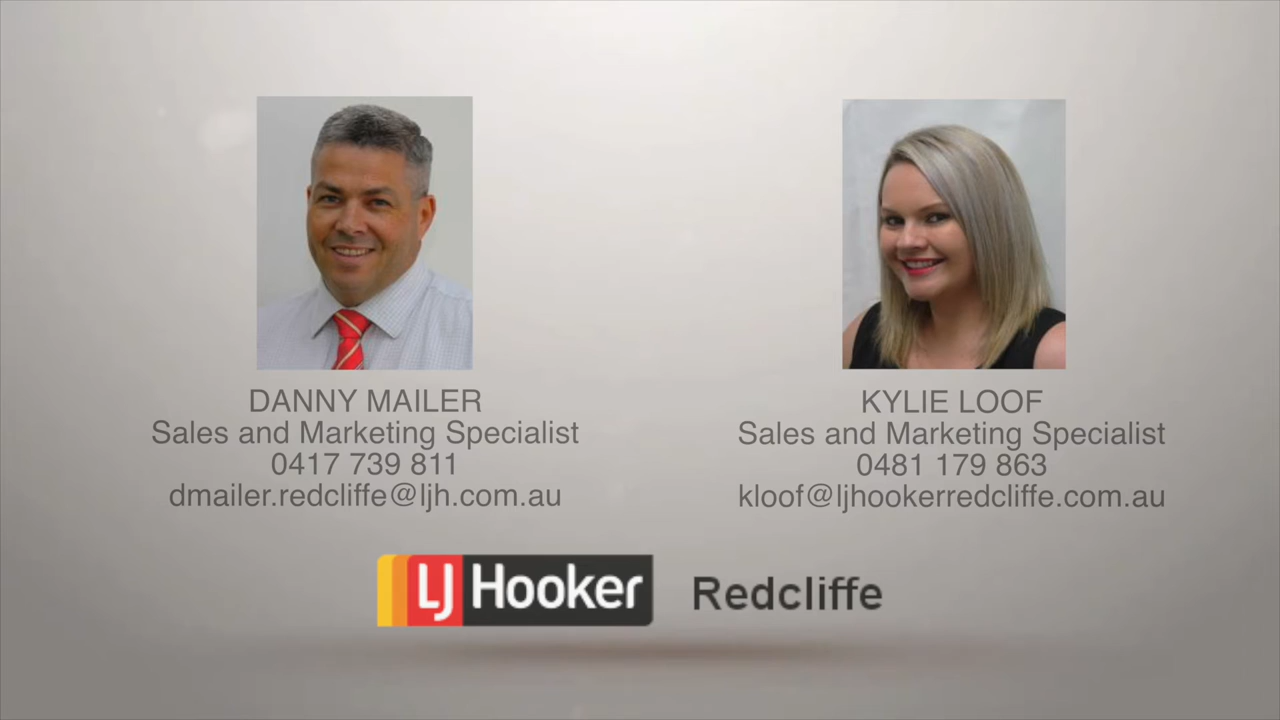 DANNY MAILER
Sales and Marketing Specialist
0417 739 811
dmailer.redcliffe@ljh.com.au
KYLIE LOOF
Sales and Marketing Specialist
0481 179 863
kloof@ljhookerredcliffe.com.au
LJ Hooker Redcliffe